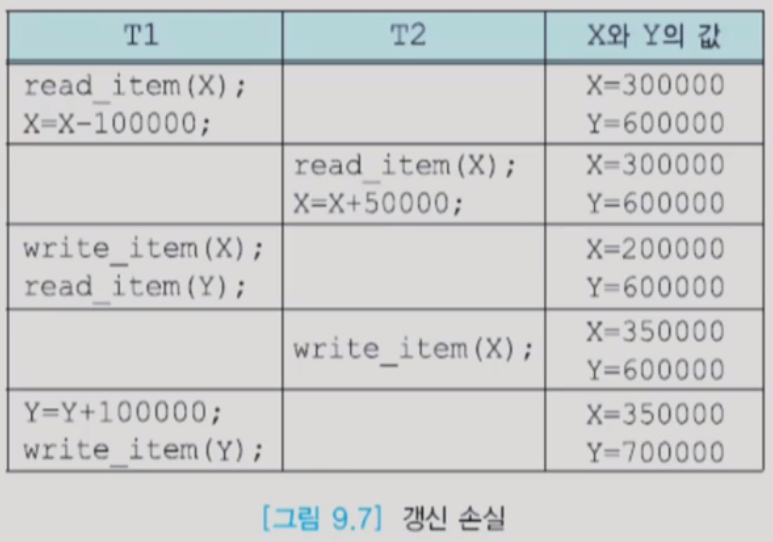 T1 T2 X와 Y의 값
read_item(X); X=300000
X=X-100000; Y=600000
read_item(X); X=300000
X=X+50000; Y=600000
write_item(X); X=200000
read_item(Y); Y=600000
write_item(X); X=350000
Y=600000
Y=Y+100000; X=350000
write_item(Y); Y=700000
[그림 9.7] 갱신 손실